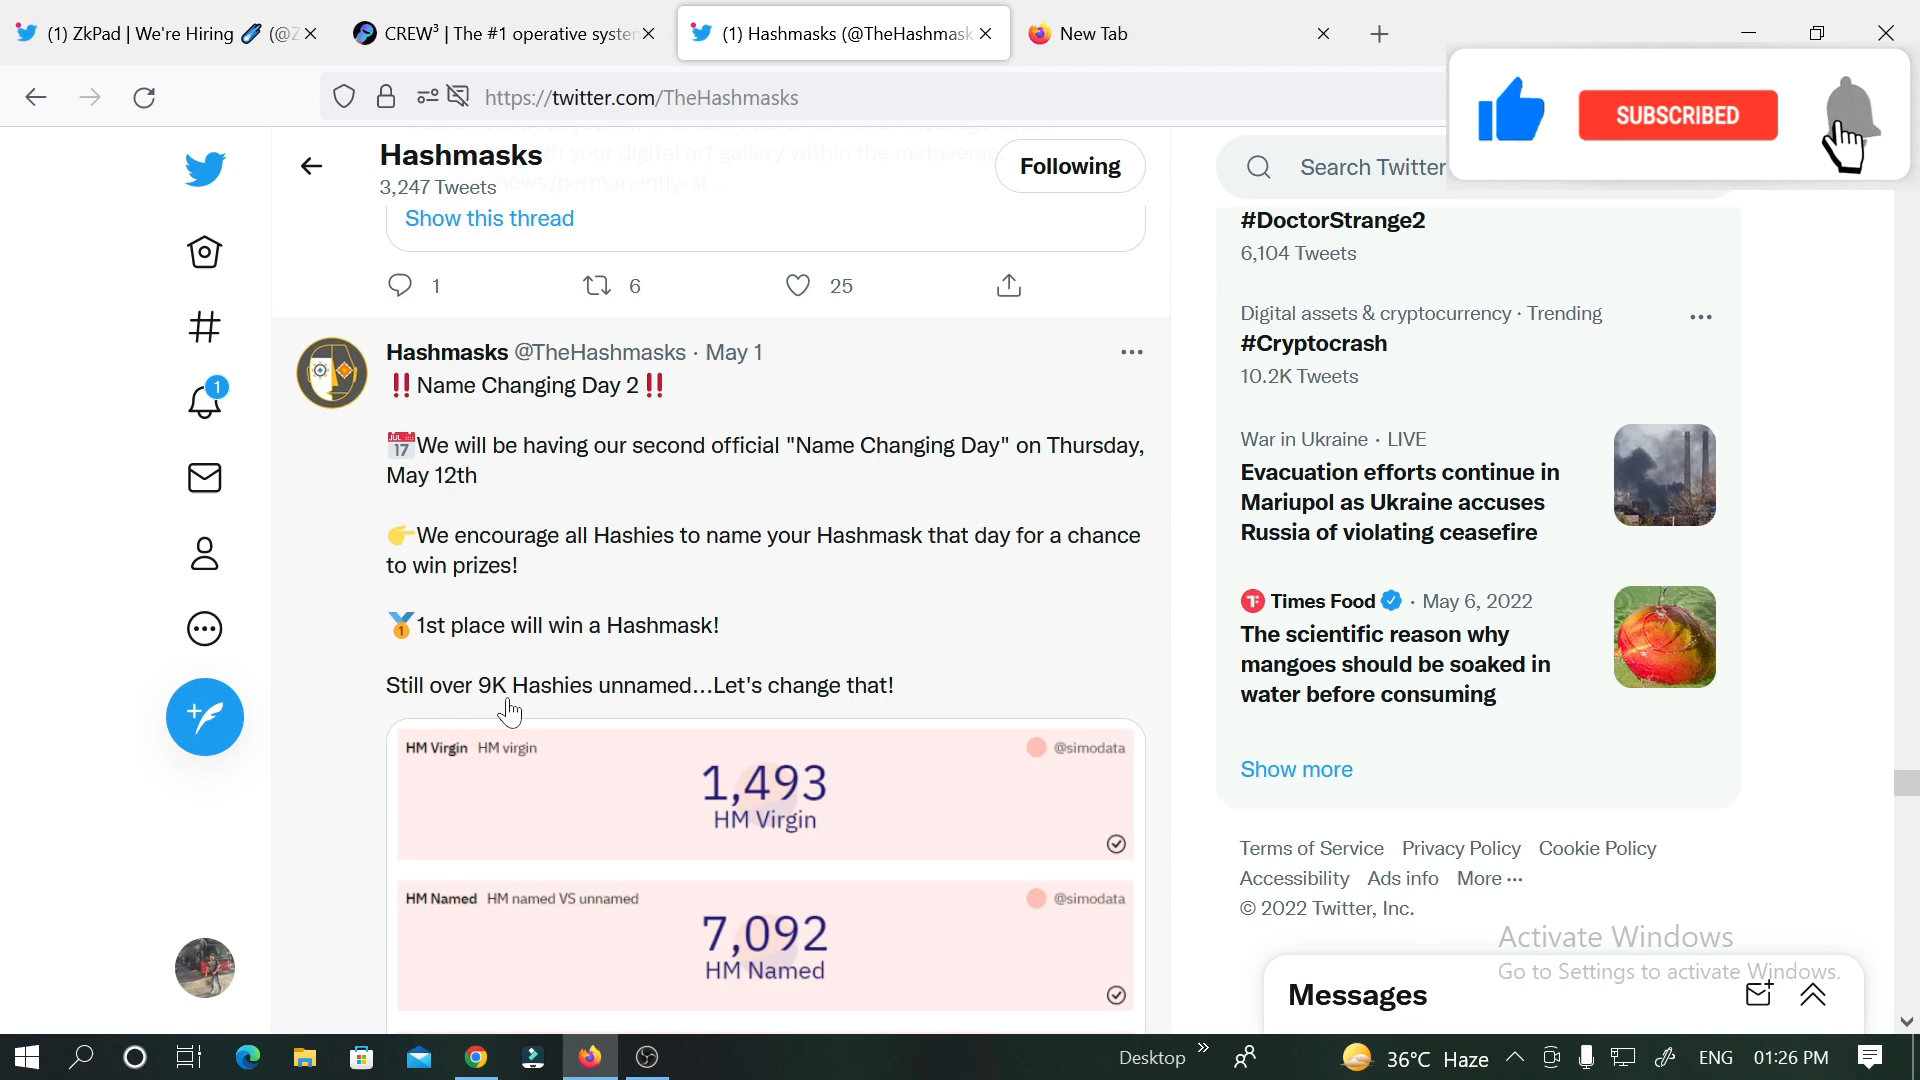 (1) ZkPad | We're Hiring (@Z
CREW³ | The #1 operative syster
(1) Hashmasks (@TheHashmask
New Tab
https://twitter.com/TheHashmasks
SUBSCRIBED
Hashmasks
3,247 Tweets
Following
Search Twitter
Show this thread
1
6
25
Hashmasks @TheHashmasks · May 1
‼️Name Changing Day 2‼️
📅We will be having our second official "Name Changing Day" on Thursday,
May 12th
👉We encourage all Hashies to name your Hashmask that day for a chance
to win prizes!
🥇1st place will win a Hashmask!
Still over 9K Hashies unnamed...Let's change that!
HM Virgin HM virgin
@simodata
1,493
HM Virgin
HM Named HM named VS unnamed
@simodata
7,092
HM Named
1
#DoctorStrange2
6,104 Tweets
Digital assets & cryptocurrency · Trending
#Cryptocrash
10.2K Tweets
War in Ukraine · LIVE
Evacuation efforts continue in
Mariupol as Ukraine accuses
Russia of violating ceasefire
Times Food · May 6, 2022
The scientific reason why
mangoes should be soaked in
water before consuming
Show more
Terms of Service Privacy Policy Cookie Policy
Accessibility Ads info More ···
© 2022 Twitter, Inc.
Activate Windows
Go to Settings to activate Windows.
Messages
Desktop
36°C Haze
ENG
01:26 PM